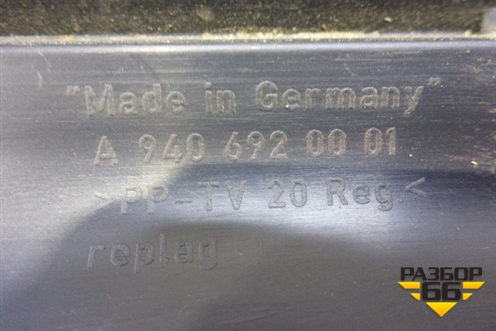 "Made in Germany"
A 940 692 00 01
>PP-TV 20 Reg.<
replag
РАЗБОР
66